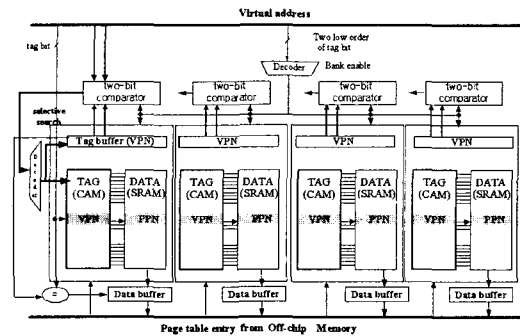 Virtual address
tag bit
Two low order
of tag bit
Decoder
Bank enable
two-bit
comparator
two-bit
comparator
two-bit
comparator
two-bit
comparator
selective
search
Tag buffer (VPN)
VPN
VPN
VPN
TAG
(CAM)
DATA
(SRAM)
TAG
(CAM)
DATA
(SRAM)
TAG
(CAM)
DATA
(SRAM)
TAG
(CAM)
DATA
(SRAM)
VPN
PPN
VPN
PPN
VPN
PPN
VPN
PPN
=
Data buffer
Data buffer
Data buffer
Data buffer
Page table entry from Off-chip Memory